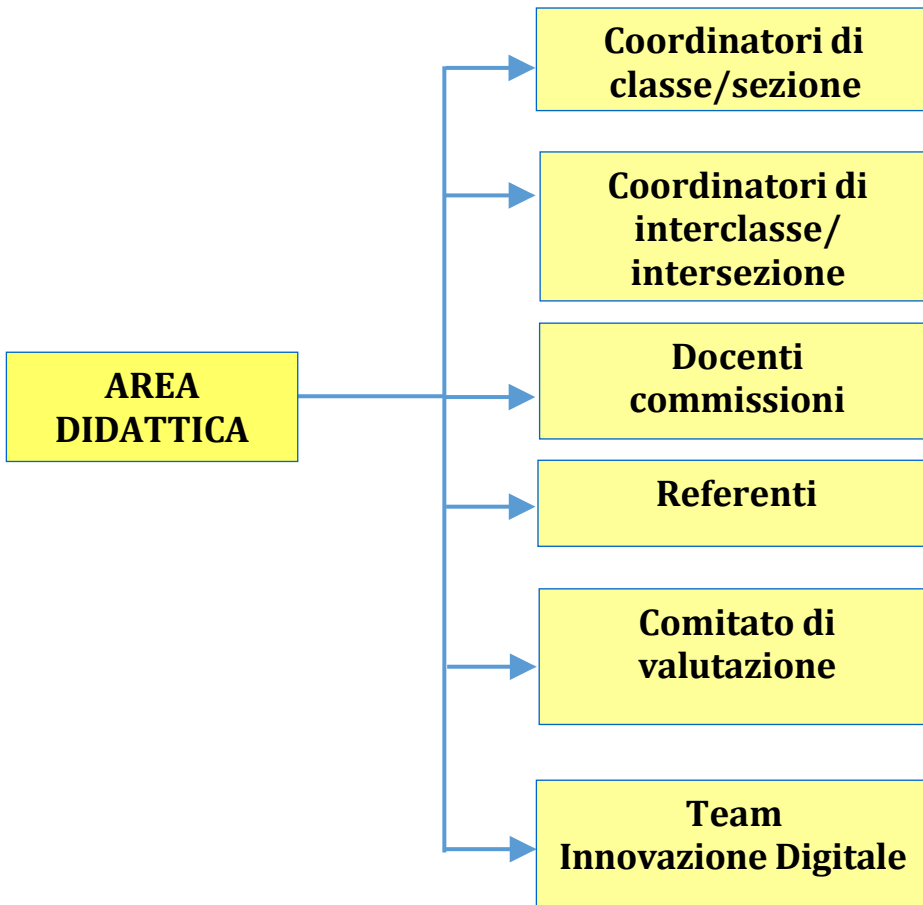 Coordinatori di
classe/sezione
Coordinatori di
interclasse/
intersezione
AREA
DIDATTICA
Docenti
commissioni
Referenti
Comitato di
valutazione
Team
Innovazione Digitale